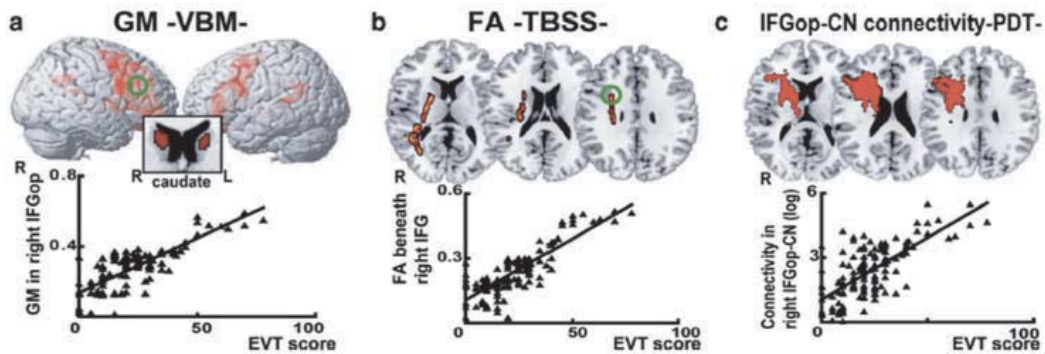 a GM -VBM-
b FA -TBSS-
c IFGop-CN connectivity-PDT-
R
R caudate L
GM in right IFGop
0.8
0.4
0 50 100
EVT score
R
FA beneath
right IFG
0.6
0.3
0 50 100
EVT score
R
Connectivity in
right IFGop-CN (log)
6
3
0 50 100
EVT score